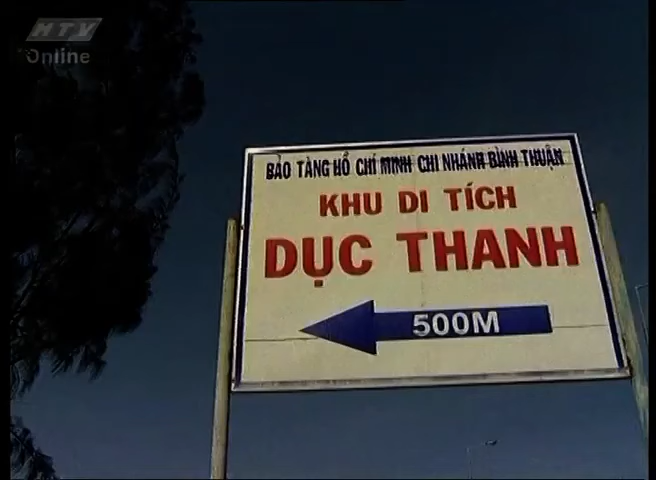 HTV
Online
BẢO TÀNG HỒ CHÍ MINH CHI NHÁNH BÌNH THUẬN
KHU DI TÍCH
DỤC THANH
500M